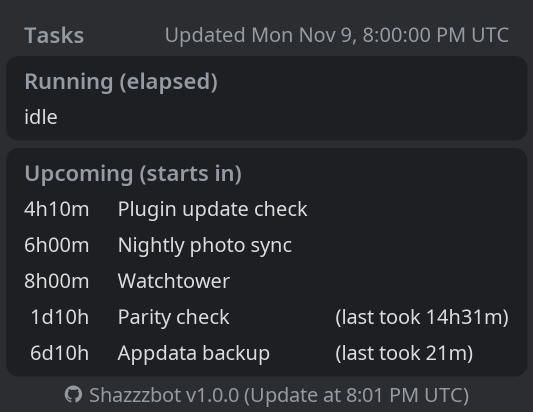 Tasks Updated Mon Nov 9, 8:00:00 PM UTC
Running (elapsed)
idle
Upcoming (starts in)
4h10m Plugin update check
6h00m Nightly photo sync
8h00m Watchtower
1d10h Parity check (last took 14h31m)
6d10h Appdata backup (last took 21m)
Shazzzbot v1.0.0 (Update at 8:01 PM UTC)